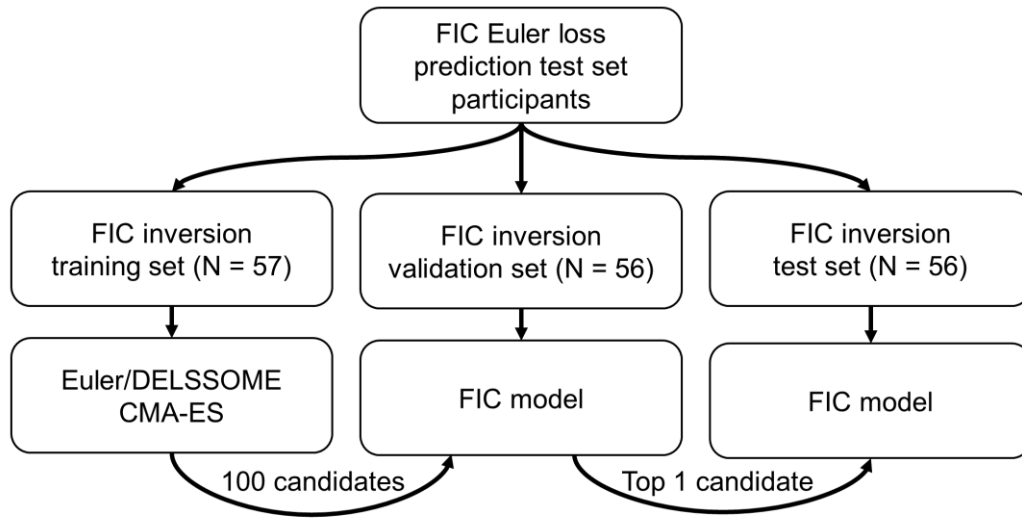 FIC Euler loss
prediction test set
participants
FIC inversion
training set (N = 57)
FIC inversion
validation set (N = 56)
FIC inversion
test set (N = 56)
Euler/DELSSOME
CMA-ES
FIC model
FIC model
100 candidates
Top 1 candidate